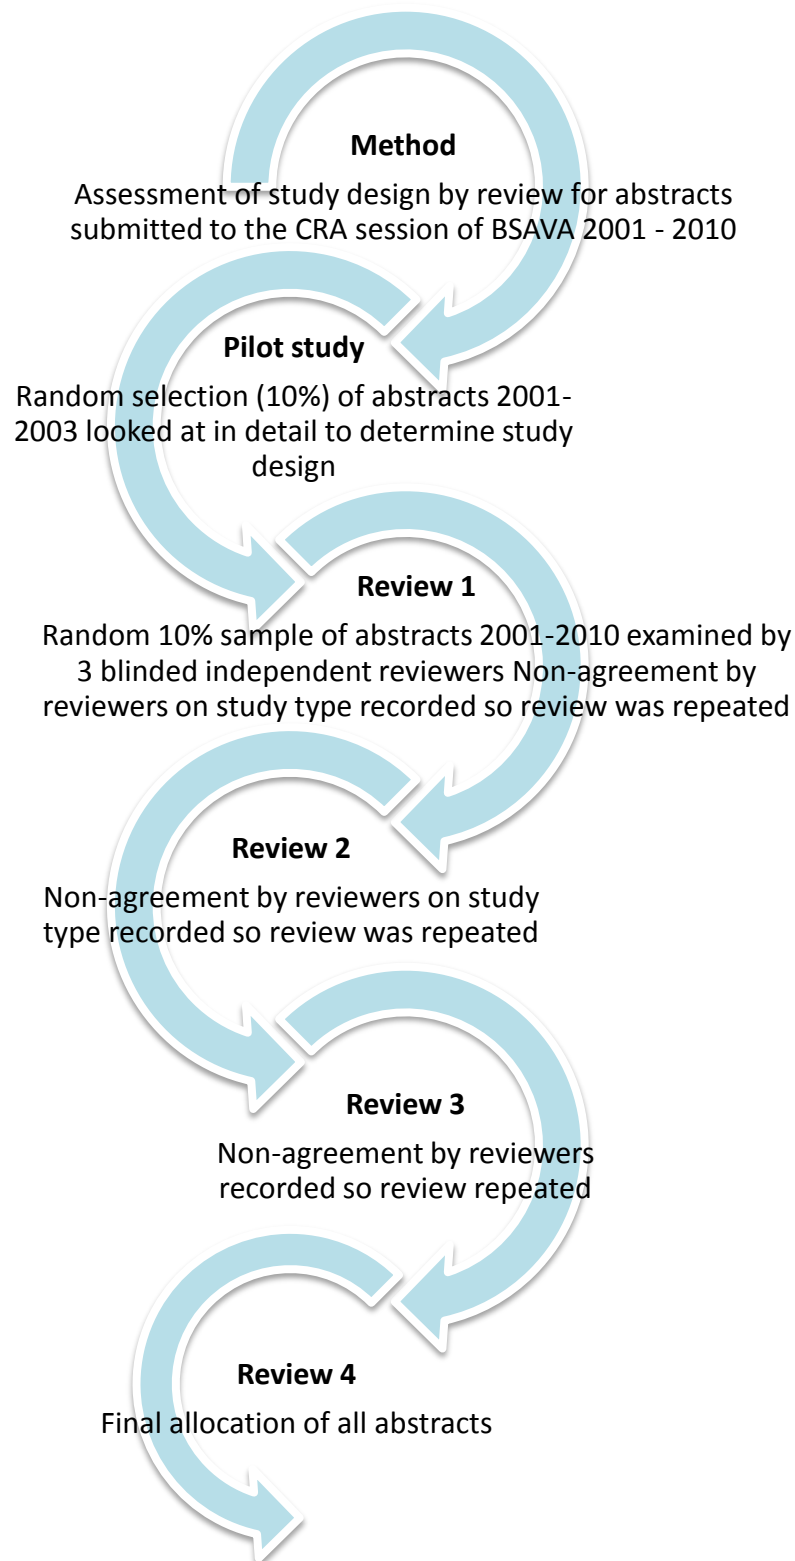 Method
Assessment of study design by review for abstracts
submitted to the CRA session of BSAVA 2001 - 2010
Pilot study
Random selection (10%) of abstracts 2001-
2003 looked at in detail to determine study
design
Review 1
Random 10% sample of abstracts 2001-2010 examined by
3 blinded independent reviewers Non-agreement by
reviewers on study type recorded so review was repeated
Review 2
Non-agreement by reviewers on study
type recorded so review was repeated
Review 3
Non-agreement by reviewers
recorded so review repeated
Review 4
Final allocation of all abstracts